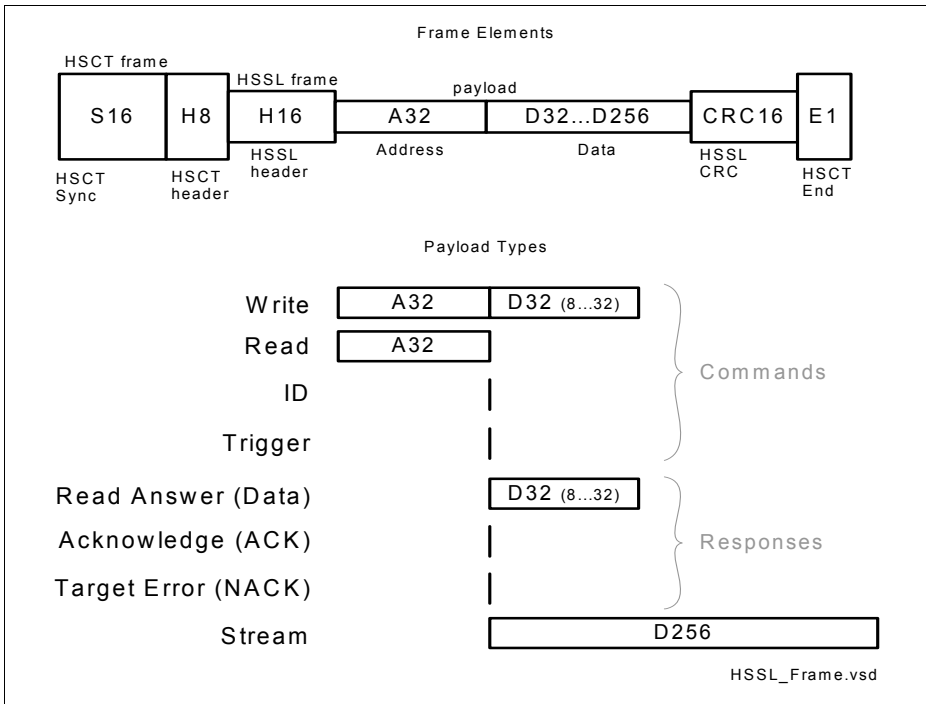 Frame Elements
HSCT frame
HSSL frame
payload
S16 H8 H16 A32 D32...D256 CRC16 E1
HSCT Sync
HSCT header
HSSL header
Address
Data
HSSL CRC
HSCT End
Payload Types
Write A32 D32 (8...32)
Read A32
ID
Trigger
Commands
Read Answer (Data) D32 (8...32)
Acknowledge (ACK)
Responses
Target Error (NACK)
Stream D256
HSSL_Frame.vsd